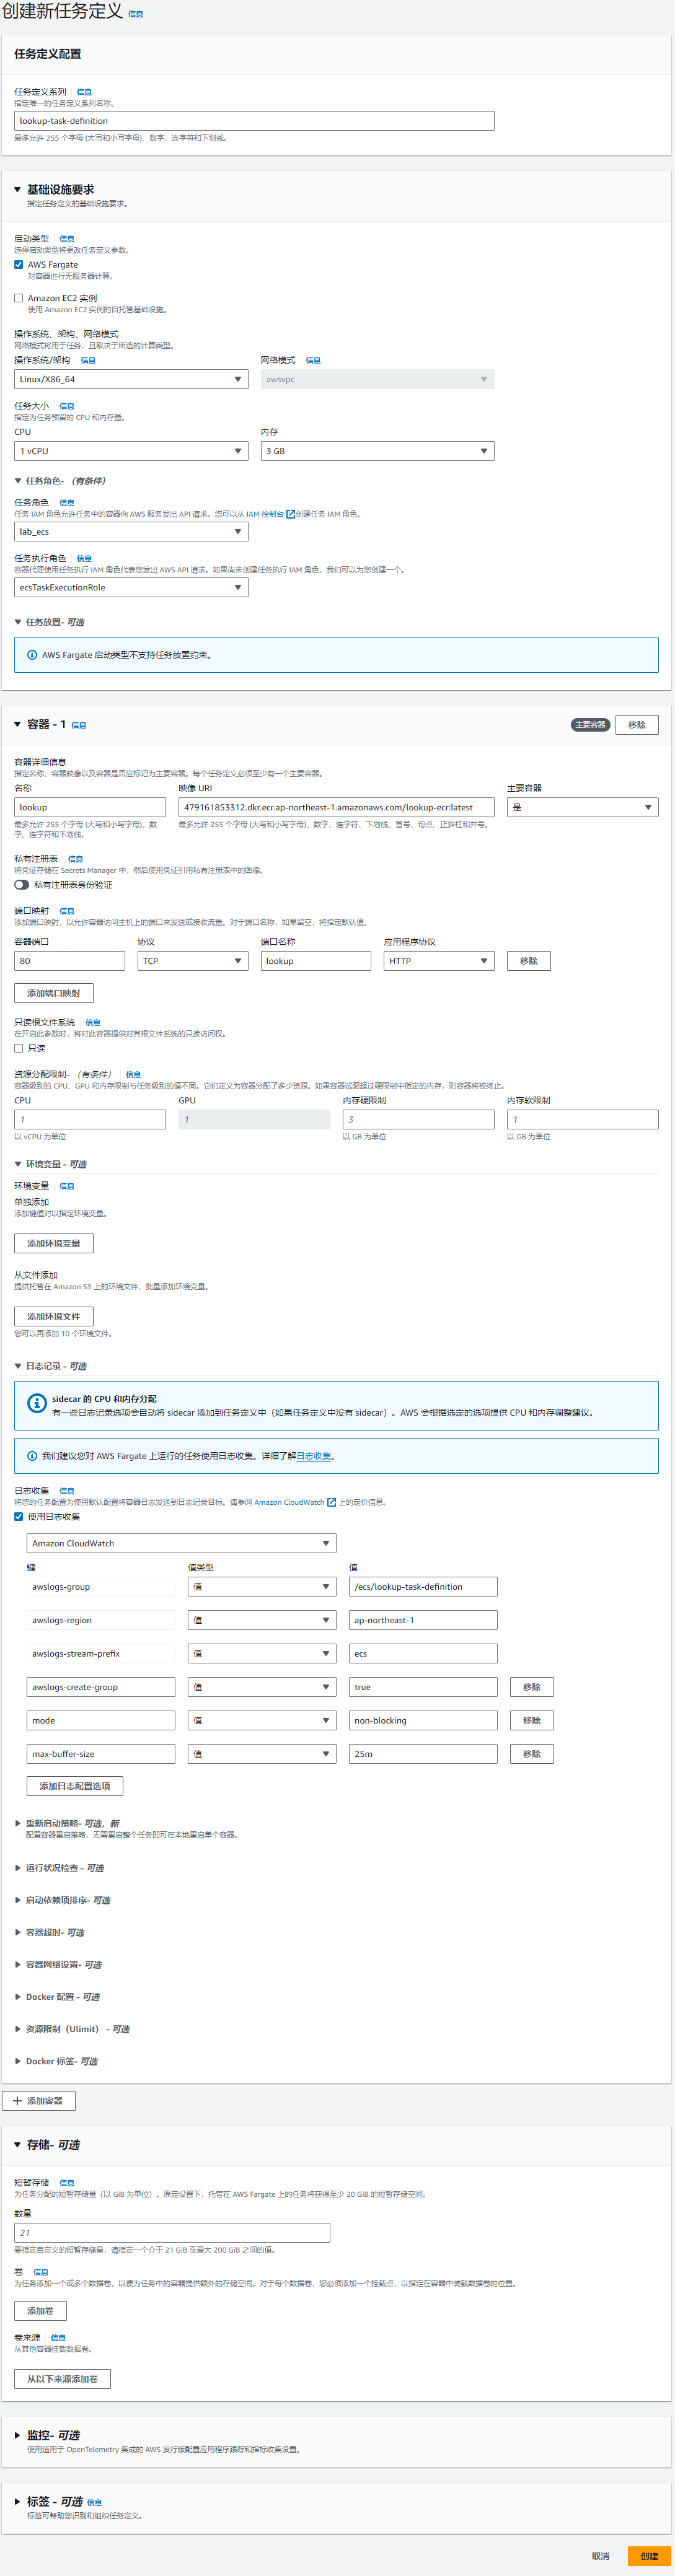 创建新任务定义 信息
任务定义配置
任务定义系列 信息
指定唯一的任务定义系列名称。
lookup-task-definition
最多允许 255 个字母 (大写和小写字母)、数字、连字符和下划线。
基础设施要求
指定任务定义的基础设施要求。
启动类型 信息
选择启动类型将更改任务定义参数。
AWS Fargate
对容器进行无服务器计算。
Amazon EC2 实例
使用 Amazon EC2 实例的自托管基础设施。
操作系统、架构、网络模式
网络模式将用于任务，且取决于所选的计算类型。
操作系统/架构 信息 网络模式 信息
Linux/X86_64 awsvpc
任务大小 信息
指定为任务预留的 CPU 和内存量。
CPU 内存
1 vCPU 3 GB
任务角色- （有条件）
任务角色 信息
任务 IAM 角色允许任务中的容器向 AWS 服务发出 API 请求。您可以从 IAM 控制台 创建任务 IAM 角色。
lab_ecs
任务执行角色 信息
容器代理使用任务执行 IAM 角色代表您发出 AWS API 请求。如果尚未创建任务执行 IAM 角色，我们可以为您创建一个。
ecsTaskExecutionRole
任务放置- 可选
AWS Fargate 启动类型不支持任务放置约束。
容器 - 1 信息 主要容器 移除
容器详细信息
指定名称、容器映像以及容器是否应标记为主要容器。每个任务定义必须至少有一个主要容器。
名称 映像 URI 主要容器
lookup 479161853312.dkr.ecr.ap-northeast-1.amazonaws.com/lookup-ecr:latest 是
最多允许 255 个字母 (大写和小写字母)、数字、连字符和下划线。 最多允许 255 个字母 (大写和小写字母)、数字、连字符、下划线、冒号、句点、正斜杠和井号。
私有注册表 信息
将凭证存储在 Secrets Manager 中，然后使用凭证引用私有注册表中的图像。
私有注册表身份验证
端口映射 信息
添加端口映射，以允许容器访问主机上的端口来发送或接收流量。对于端口名称，如果留空，将指定默认值。
容器端口 协议 端口名称 应用程序协议
80 TCP lookup HTTP 移除
添加端口映射
只读根文件系统 信息
在开启此参数时，将对此容器提供对其根文件系统的只读访问权。
只读
资源分配限制- （有条件） 信息
容器级别的 CPU、GPU 和内存限制与任务级别的值不同。它们定义为容器分配了多少资源。如果容器试图超过硬限制中指定的内存，则容器将被终止。
CPU GPU 内存硬限制 内存软限制
1 1 3 1
以 vCPU 为单位 以 GB 为单位 以 GB 为单位
环境变量 - 可选
环境变量 信息
单独添加
添加键值对以指定环境变量。
添加环境变量
从文件添加
提供托管在 Amazon S3 上的环境文件，批量添加环境变量。
添加环境文件
您可以再添加 10 个环境文件。
日志记录 - 可选
sidecar 的 CPU 和内存分配
有一些日志记录选项会自动将 sidecar 添加到任务定义中（如果任务定义中没有 sidecar）。AWS 会根据选定的选项提供 CPU 和内存调整建议。
我们建议您对 AWS Fargate 上运行的任务使用日志收集。详细了解日志收集。
日志收集 信息
将您的任务配置为使用默认配置将容器日志发送到日志记录目标。请参阅 Amazon CloudWatch 上的定价信息。
使用日志收集
Amazon CloudWatch
键 值类型 值
awslogs-group 值 /ecs/lookup-task-definition
awslogs-region 值 ap-northeast-1
awslogs-stream-prefix 值 ecs
awslogs-create-group 值 true 移除
mode 值 non-blocking 移除
max-buffer-size 值 25m 移除
添加日志配置选项
重新启动策略- 可选，新
配置容器重启策略，无需重启整个任务即可在本地重启单个容器。
运行状况检查 - 可选
启动依赖项排序- 可选
容器超时- 可选
容器网络设置- 可选
Docker 配置 - 可选
资源限制（Ulimit） - 可选
Docker 标签- 可选
添加容器
存储- 可选
短暂存储 信息
为任务分配的短暂存储量（以 GiB 为单位）。原定设置下，托管在 AWS Fargate 上的任务将获得至少 20 GiB 的短暂存储空间。
数量
21
要指定自定义的短暂存储量，请指定一个介于 21 GiB 至最大 200 GiB 之间的值。
卷 信息
为任务添加一个或多个数据卷，以便为任务中的容器提供额外的存储空间。对于每个数据卷，您必须添加一个挂载点，以指定在容器中装载数据卷的位置。
添加卷
卷来源 信息
从其他容器挂载数据卷。
从以下来源添加卷
监控- 可选
使用适用于 OpenTelemetry 集成的 AWS 发行版配置应用程序跟踪和指标收集设置。
标签 - 可选 信息
标签可帮助您识别和组织任务定义。
取消 创建